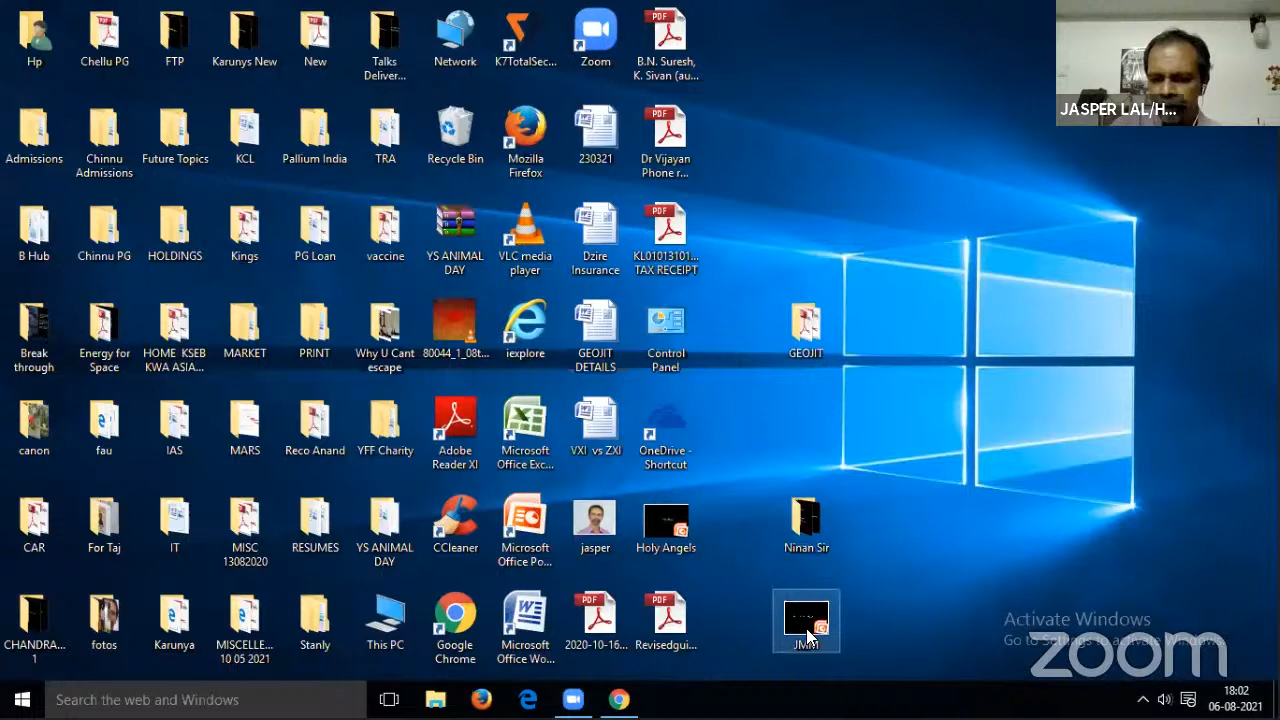 Hp
Chellu PG
FTP
Karunys New
New
Talks
Deliver...
Network
K7TotalSec...
Zoom
B.N. Suresh,
K. Sivan (au...
JASPER LAL/H...
Admissions
Chinnu
Admissions
Future Topics
KCL
Pallium India
TRA
Recycle Bin
Mozilla
Firefox
230321
Dr Vijayan
Phone r...
B Hub
Chinnu PG
HOLDINGS
Kings
PG Loan
vaccine
YS ANIMAL
DAY
VLC media
player
Dzire
Insurance
KL01013101...
TAX RECEIPT
Break
through
Energy for
Space
HOME KSEB
KWA ASIA...
MARKET
PRINT
Why U Cant
escape
80044_1_08t...
iexplore
GEOJIT
DETAILS
Control
Panel
GEOJIT
canon
fau
IAS
MARS
Reco Anand
YFF Charity
Adobe
Reader XI
Microsoft
Office Exc...
VXI vs ZXI
OneDrive -
Shortcut
CAR
For Taj
IT
MISC
13082020
RESUMES
YS ANIMAL
DAY
CCleaner
Microsoft
Office Po...
jasper
Holy Angels
Ninan Sir
CHANDRA...
1
fotos
Karunya
MISCELLE...
10 05 2021
Stanly
This PC
Google
Chrome
Microsoft
Office Wo...
2020-10-16...
Revisedgui...
Activate Windows
Go to Settings to activate Windows.
zoom
Search the web and Windows
18:02
06-08-2021